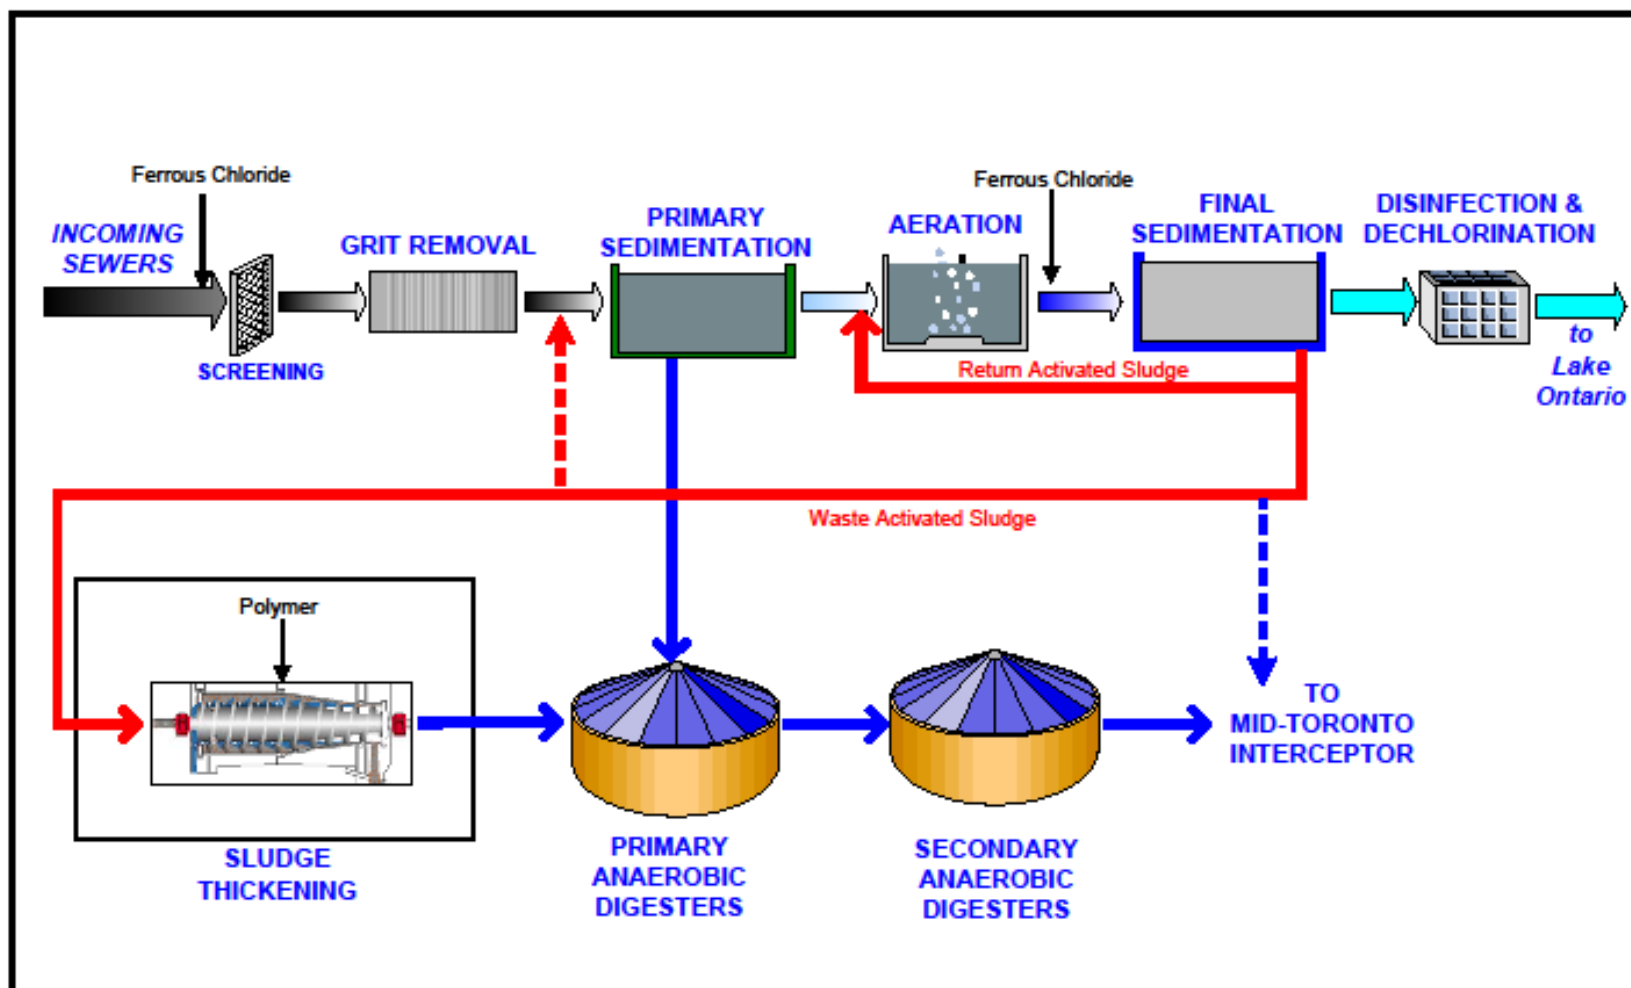 Ferrous Chloride
INCOMING
SEWERS
SCREENING
GRIT REMOVAL
PRIMARY
SEDIMENTATION
AERATION
Ferrous Chloride
FINAL
SEDIMENTATION
DISINFECTION &
DECHLORINATION
to
Lake
Ontario
Return Activated Sludge
Waste Activated Sludge
Polymer
SLUDGE
THICKENING
PRIMARY
ANAEROBIC
DIGESTERS
SECONDARY
ANAEROBIC
DIGESTERS
TO
MID-TORONTO
INTERCEPTOR